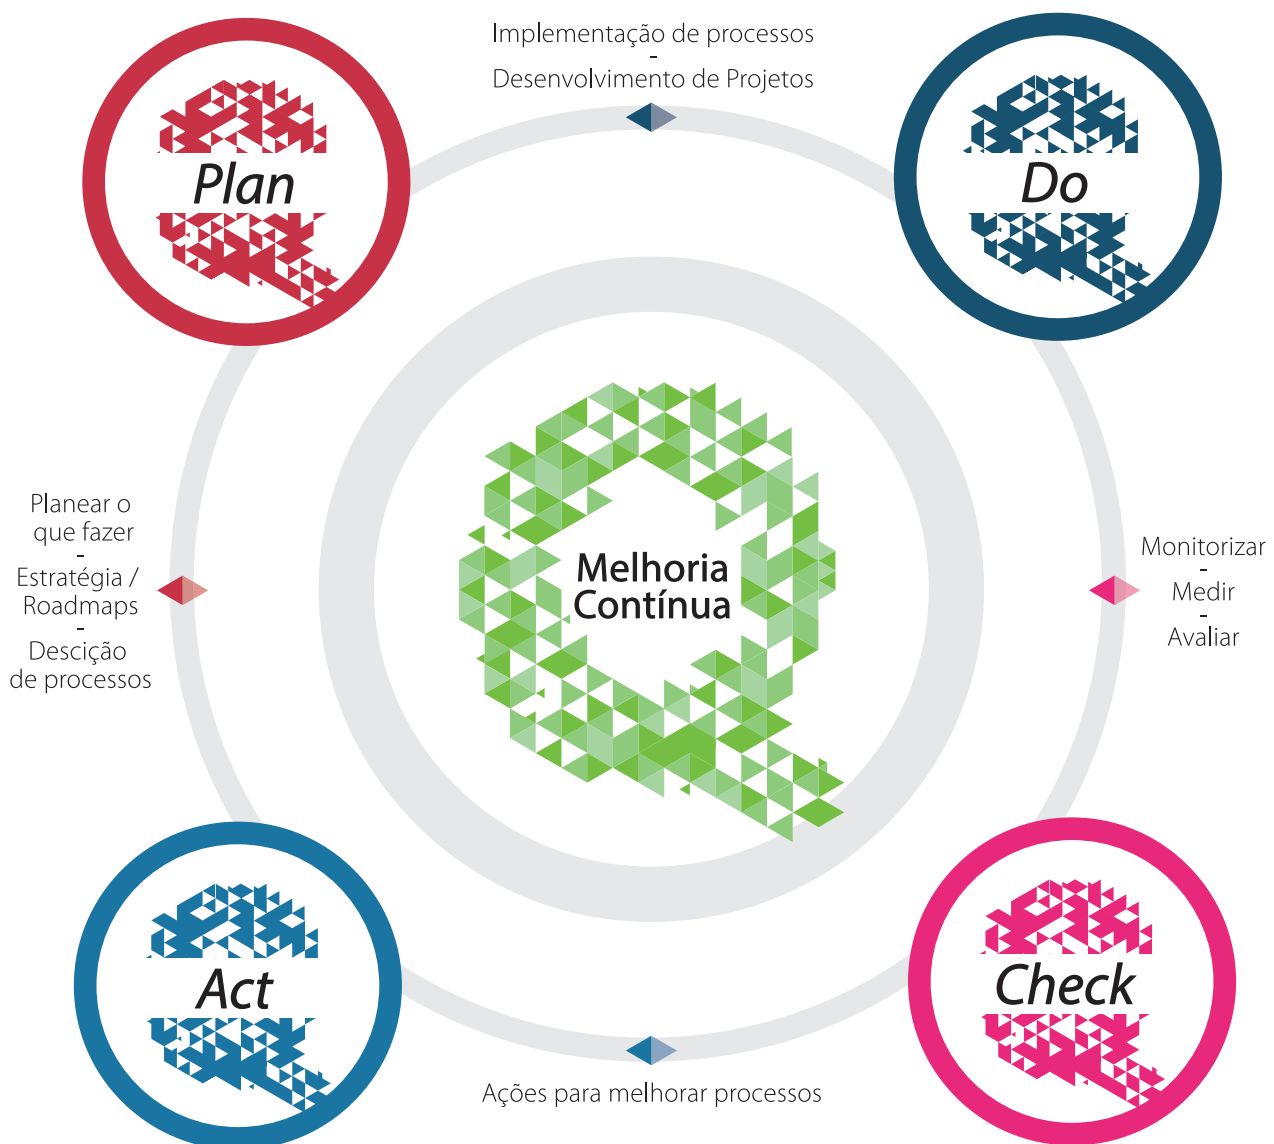 Implementação de processos
-
Desenvolvimento de Projetos
Plan
Do
Planear o
que fazer
-
Estratégia /
Roadmaps
-
Descição
de processos
Melhoria
Contínua
Monitorizar
-
Medir
-
Avaliar
Act
Check
Ações para melhorar processos